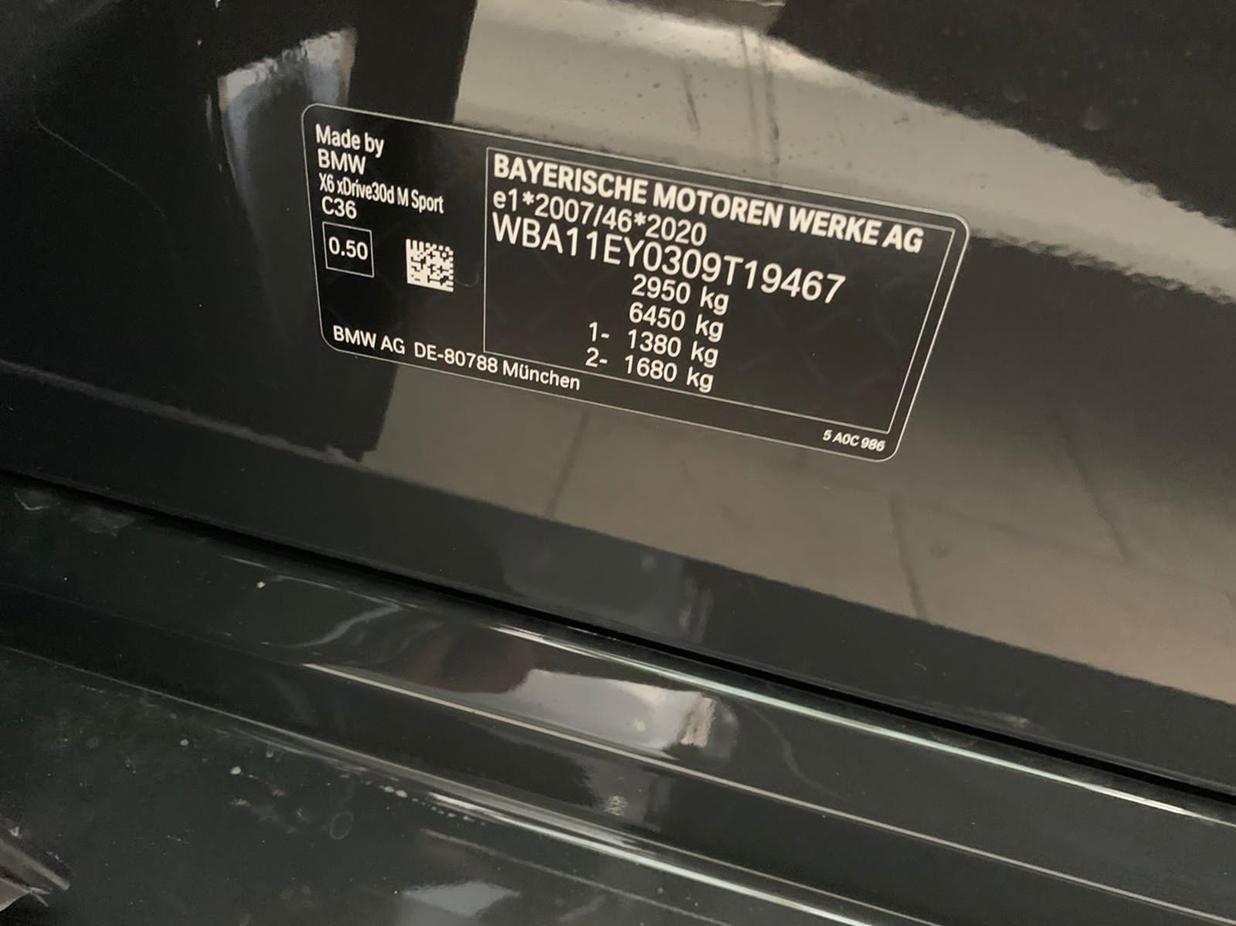 Made by
BMW
X6 xDrive30d M Sport
C36
0.50
BMW AG DE-80788 München
BAYERISCHE MOTOREN WERKE AG
e1*2007/46*2020
WBA11EY0309T19467
2950 kg
6450 kg
1- 1380 kg
2- 1680 kg
5 A0C 986